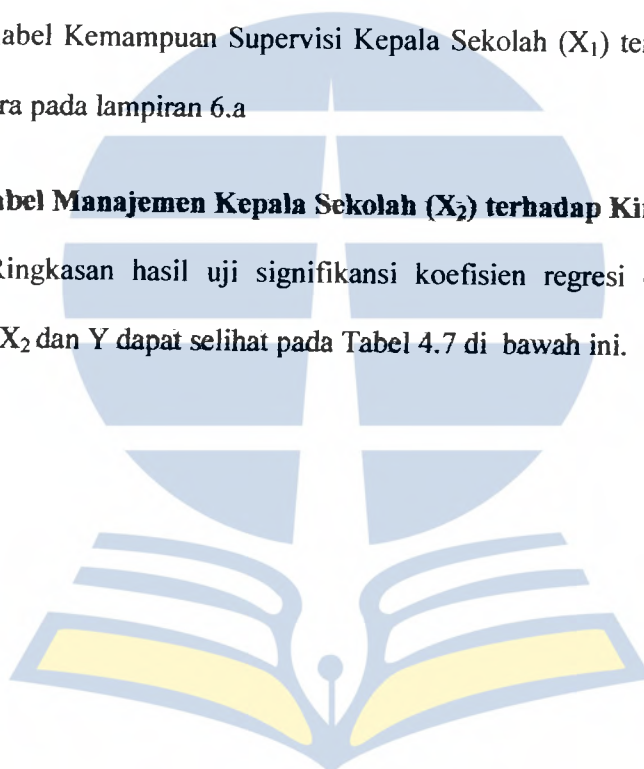 abel Kemampuan Supervisi Kepala Sekolah (X₁) te
ra pada lampiran 6.a
abel Manajemen Kepala Sekolah (X₂) terhadap Ki
Ringkasan hasil uji signifikansi koefisien regresi
X₂ dan Y dapat selihat pada Tabel 4.7 di bawah ini.